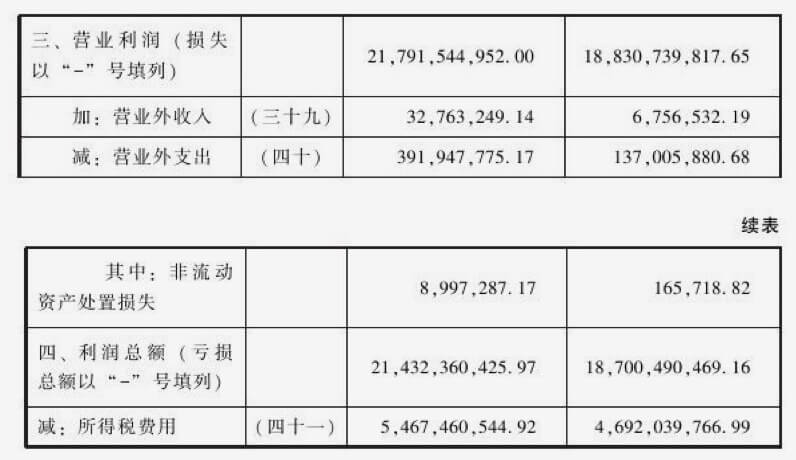 三、营业利润（损失
以“-”号填列）
21,791,544,952.00
18,830,739,817.65
加：营业外收入
（三十九）
32,763,249.14
6,756,532.19
减：营业外支出
（四十）
391,947,775.17
137,005,880.68
续表
其中：非流动
资产处置损失
8,997,287.17
165,718.82
四、利润总额（亏损
总额以“-”号填列）
21,432,360,425.97
18,700,490,469.16
减：所得税费用
（四十一）
5,467,460,544.92
4,692,039,766.99